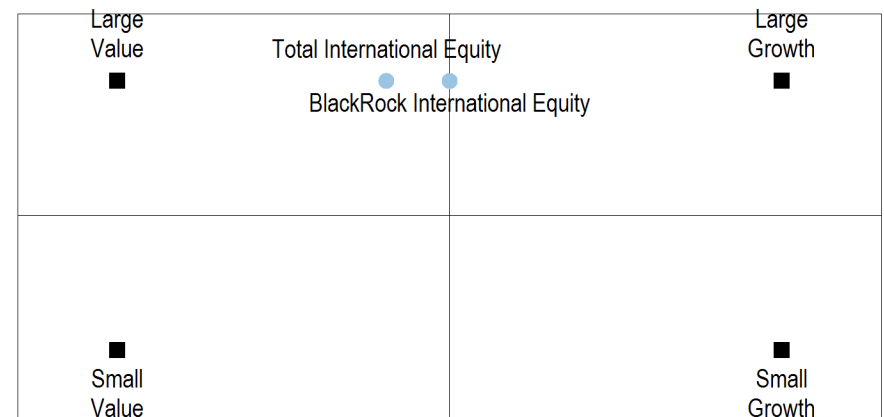 Large
Value
Total International Equity
BlackRock International Equity
Large
Growth
Small
Value
Small
Growth